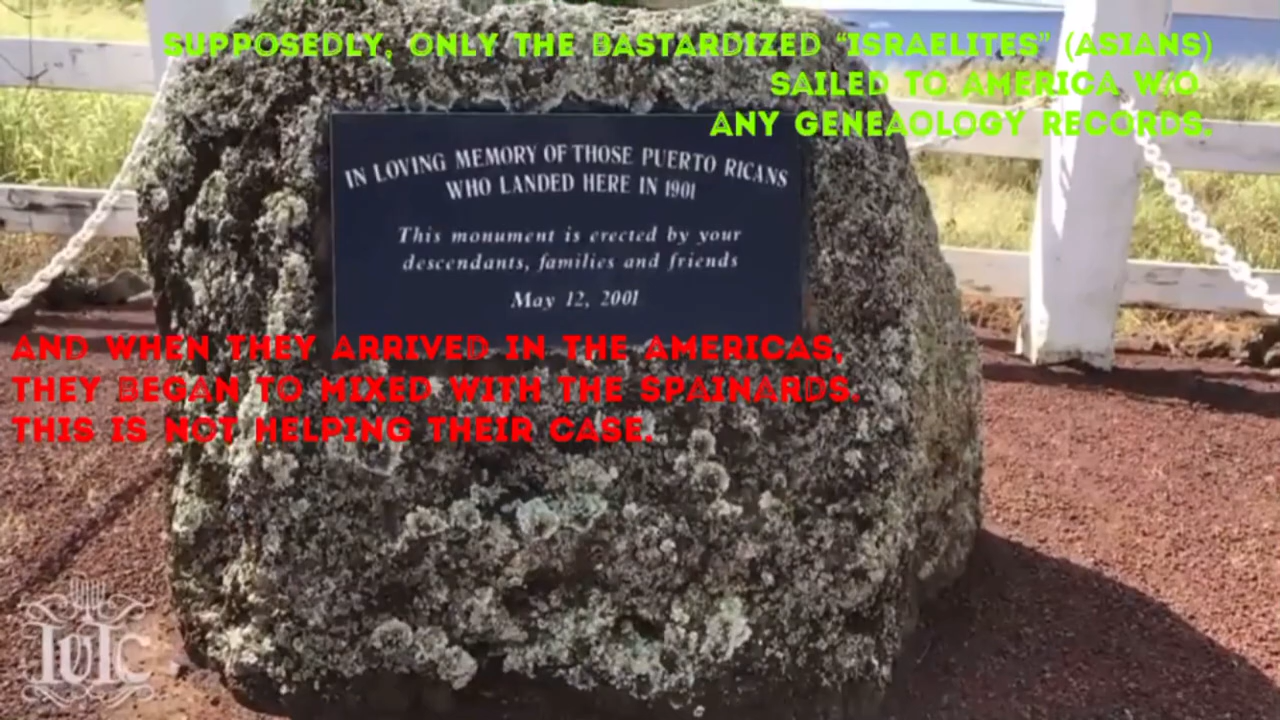 SUPPOSEDLY, ONLY THE BASTARDIZED “ISRAELITES” (ASIANS)
SAILED TO AMERICA W/O
ANY GENEAOLOGY RECORDS.
IN LOVING MEMORY OF THOSE PUERTO RICANS
WHO LANDED HERE IN 1901
This monument is erected by your
descendants, families and friends
May 12, 2001
AND WHEN THEY ARRIVED IN THE AMERICAS,
THEY BEGAN TO MIXED WITH THE SPAINARDS.
THIS IS NOT HELPING THEIR CASE.
IUIC